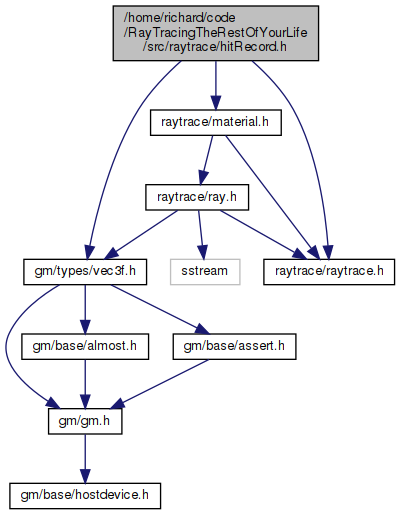 /home/richard/code
/RayTracingTheRestOfYourLife
/src/raytrace/hitRecord.h
raytrace/material.h
raytrace/ray.h
gm/types/vec3f.h
sstream
raytrace/raytrace.h
gm/base/almost.h
gm/base/assert.h
gm/gm.h
gm/base/hostdevice.h